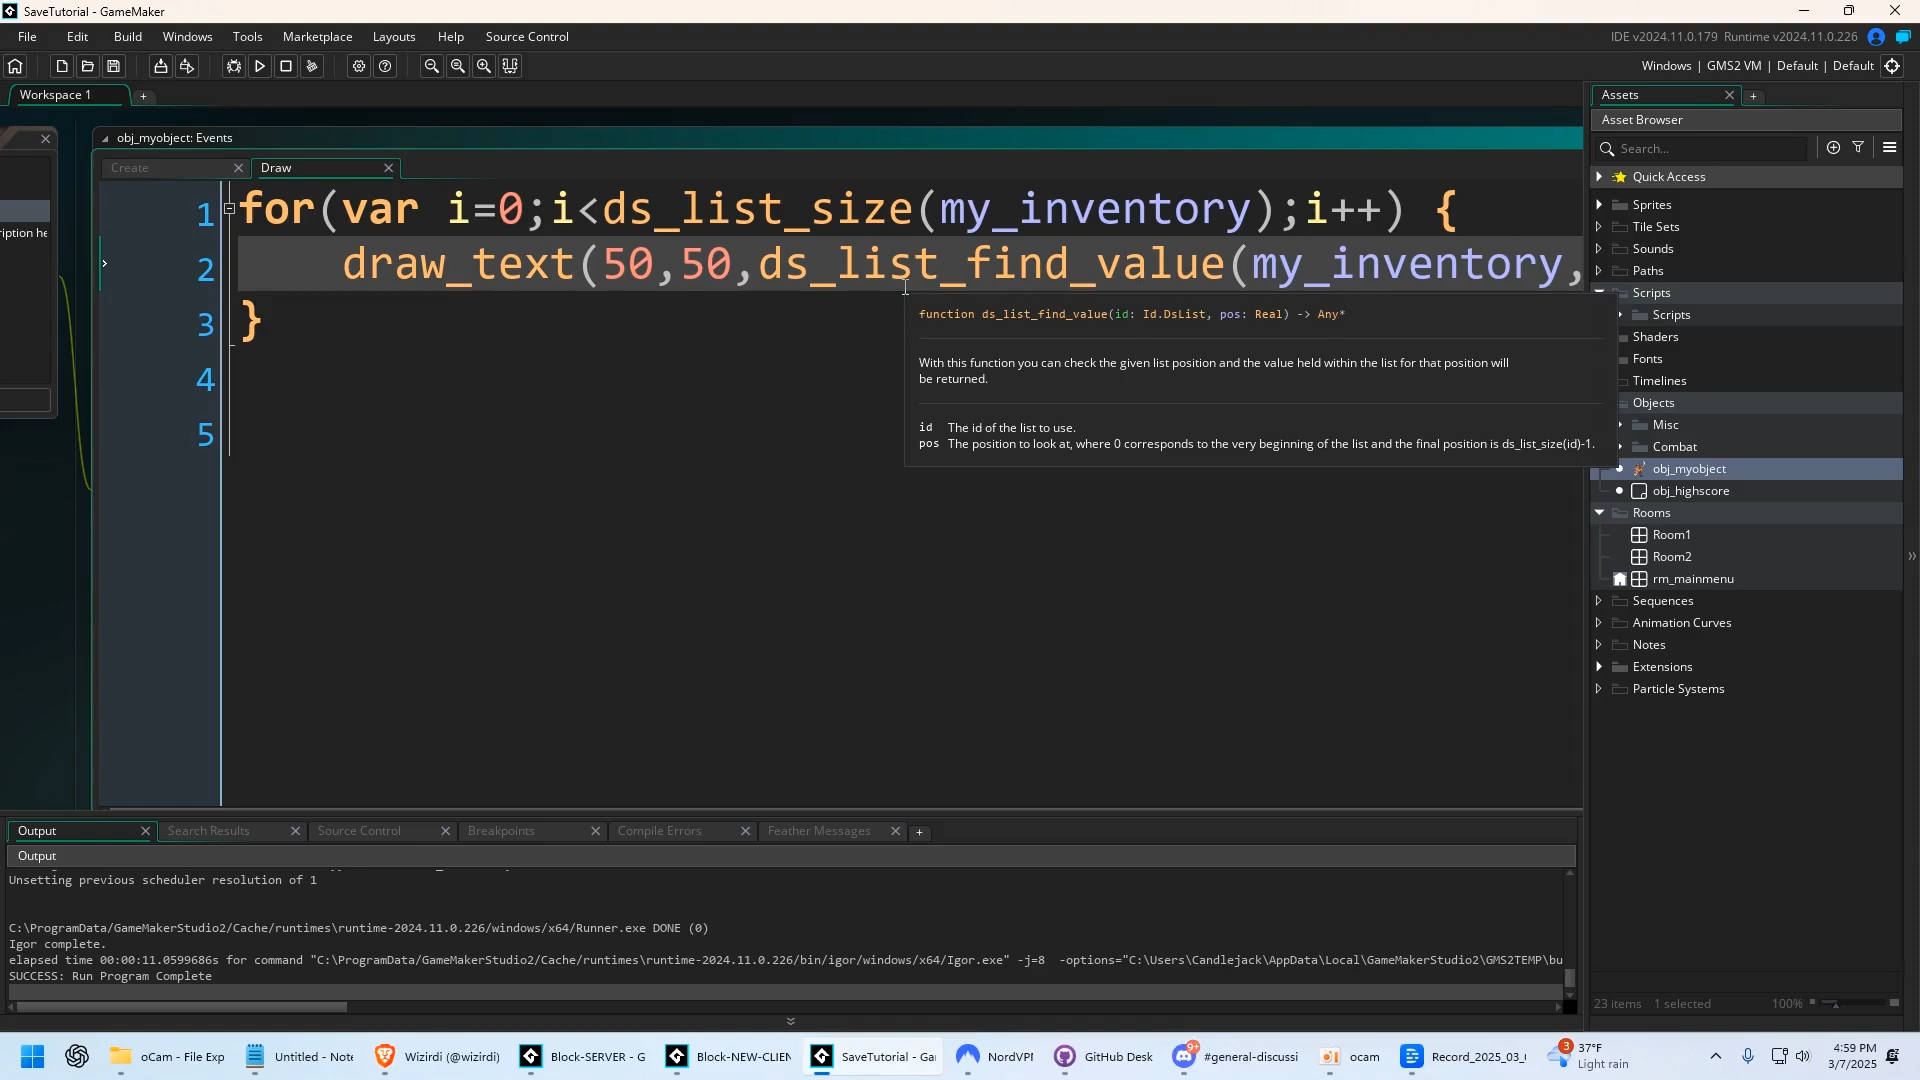 SaveTutorial - GameMaker
File Edit Build Windows Tools Marketplace Layouts Help Source Control
IDE v2024.11.0.179 Runtime v2024.11.0.226
Windows | GMS2 VM | Default | Default
Workspace 1
+
obj_myobject: Events
Create
Draw
1 for(var i=0;i<ds_list_size(my_inventory);i++) {
2 draw_text(50,50,ds_list_find_value(my_inventory,
3 }
4
5
ription he
function ds_list_find_value(id: Id.DsList, pos: Real) -> Any*
With this function you can check the given list position and the value held within the list for that position will
be returned.
id The id of the list to use.
pos The position to look at, where 0 corresponds to the very beginning of the list and the final position is ds_list_size(id)-1.
Assets
+
Asset Browser
Search...
Quick Access
Sprites
Tile Sets
Sounds
Paths
Scripts
Scripts
Shaders
Fonts
Timelines
Objects
Misc
Combat
obj_myobject
obj_highscore
Rooms
Room1
Room2
rm_mainmenu
Sequences
Animation Curves
Notes
Extensions
Particle Systems
23 items 1 selected 100%
Output Search Results Source Control Breakpoints Compile Errors Feather Messages +
Output
Unsetting previous scheduler resolution of 1
C:\ProgramData/GameMakerStudio2/Cache/runtimes\runtime-2024.11.0.226/windows/x64/Runner.exe DONE (0)
Igor complete.
elapsed time 00:00:11.0599686s for command "C:\ProgramData/GameMakerStudio2/Cache/runtimes\runtime-2024.11.0.226/bin/igor/windows/x64/Igor.exe" -j=8 -options="C:\Users\Candlejack\AppData\Local\GameMakerStudio2\GMS2TEMP\bu
SUCCESS: Run Program Complete
oCam - File Exp
Untitled - Note
Wizirdi (@wizirdi)
Block-SERVER - G
Block-NEW-CLIEN
SaveTutorial - Ga
NordVPN
GitHub Desk
9+
#general-discussi
ocam
Record_2025_03_
3
37°F
Light rain
4:59 PM
3/7/2025